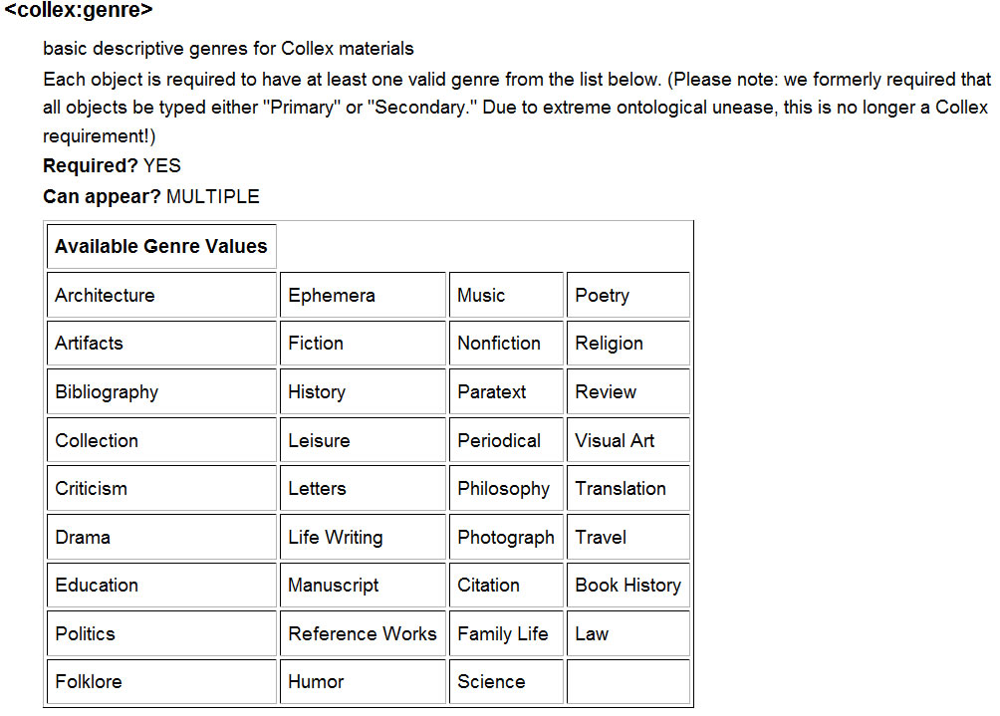 <collex:genre>
basic descriptive genres for Collex materials
Each object is required to have at least one valid genre from the list below. (Please note: we formerly required that
all objects be typed either "Primary" or "Secondary." Due to extreme ontological unease, this is no longer a Collex
requirement!)
Required? YES
Can appear? MULTIPLE
Available Genre Values
Architecture Ephemera Music Poetry
Artifacts Fiction Nonfiction Religion
Bibliography History Paratext Review
Collection Leisure Periodical Visual Art
Criticism Letters Philosophy Translation
Drama Life Writing Photograph Travel
Education Manuscript Citation Book History
Politics Reference Works Family Life Law
Folklore Humor Science